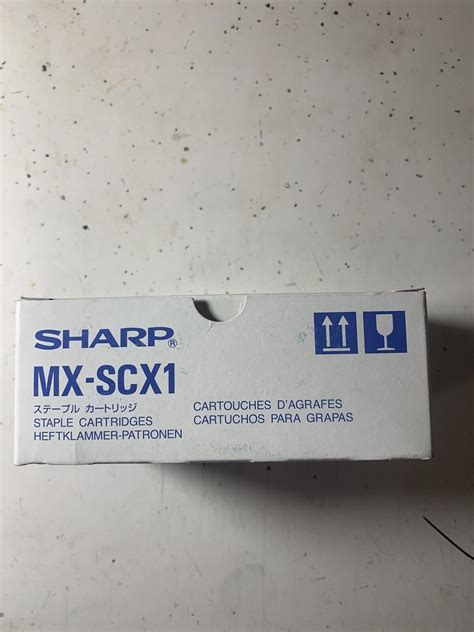 SHARP®
MX-SCX1
ステープル カートリッジ
STAPLE CARTRIDGES
HEFTKLAMMER-PATRONEN
CARTOUCHES D'AGRAFES
CARTUCHOS PARA GRAPAS